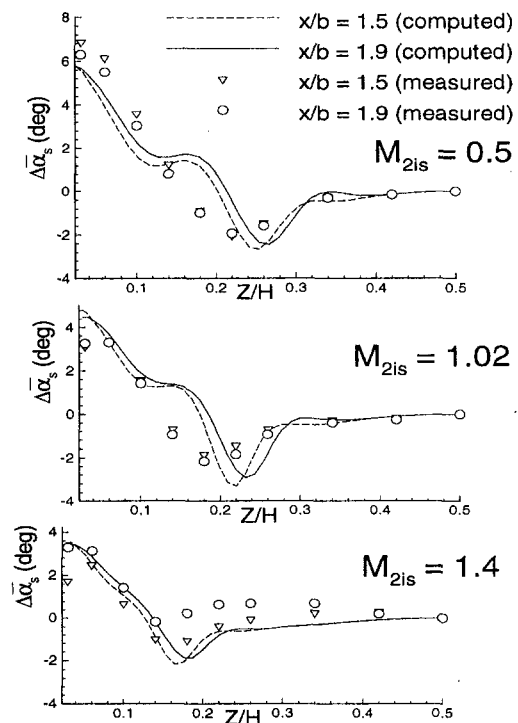 x/b = 1.5 (computed)
x/b = 1.9 (computed)
x/b = 1.5 (measured)
x/b = 1.9 (measured)
M2is = 0.5
Δᾱs (deg)
8
6
4
2
0
-2
-4
0.1 0.2 0.3 0.4 0.5
Z/H
M2is = 1.02
Δᾱs (deg)
4
2
0
-2
-4
0.1 0.2 0.3 0.4 0.5
Z/H
M2is = 1.4
Δᾱs (deg)
4
2
0
-2
-4
0.1 0.2 0.3 0.4 0.5
Z/H